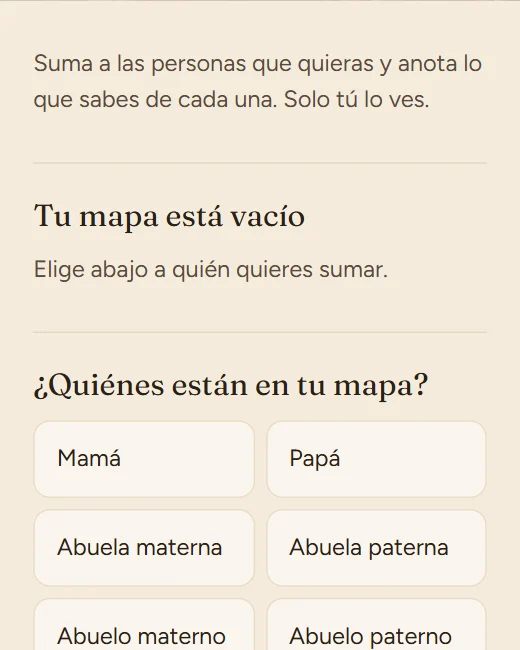 Suma a las personas que quieras y anota lo
que sabes de cada una. Solo tú lo ves.
Tu mapa está vacío
Elige abajo a quién quieres sumar.
¿Quiénes están en tu mapa?
Mamá
Papá
Abuela materna
Abuela paterna
Abuelo materno
Abuelo paterno